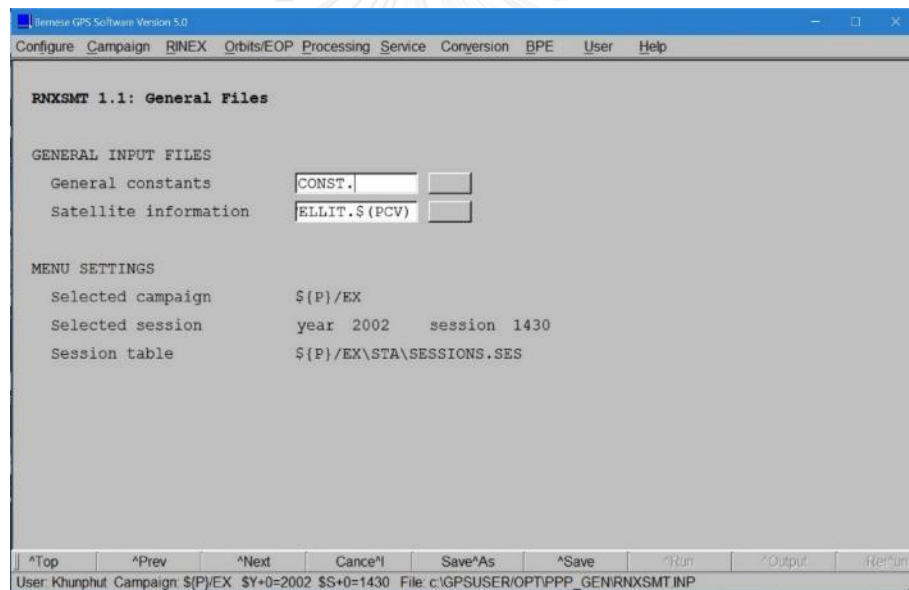 Bernese GPS Software Version 5.0
Configure Campaign RINEX Orbits/EOP Processing Service Conversion BPE User Help
RNXSMT 1.1: General Files
GENERAL INPUT FILES
General constants CONST.
Satellite information ELLIT.$(PCV)
MENU SETTINGS
Selected campaign ${P}/EX
Selected session year 2002 session 1430
Session table ${P}/EX\STA\SESSIONS.SES
^Top ^Prev ^Next Cance^l Save^As ^Save ^Run ^Output Rer^un
User: Khunphut Campaign: ${P}/EX $Y+0=2002 $S+0=1430 File: c:\GPSUSER/OPT\PPP_GEN\RNXSMT.INP